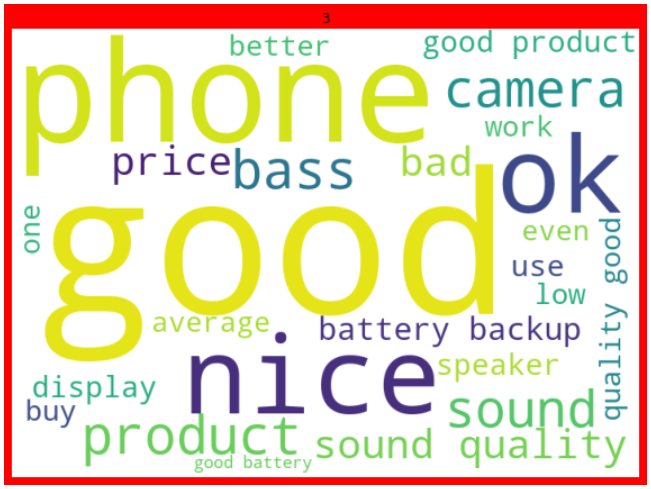 3
better
good product
phone
camera
work
price
bass
bad
ok
good
one
even
use
low
quality good
average
battery backup
nice
speaker
display
buy
sound
product
sound quality
good battery